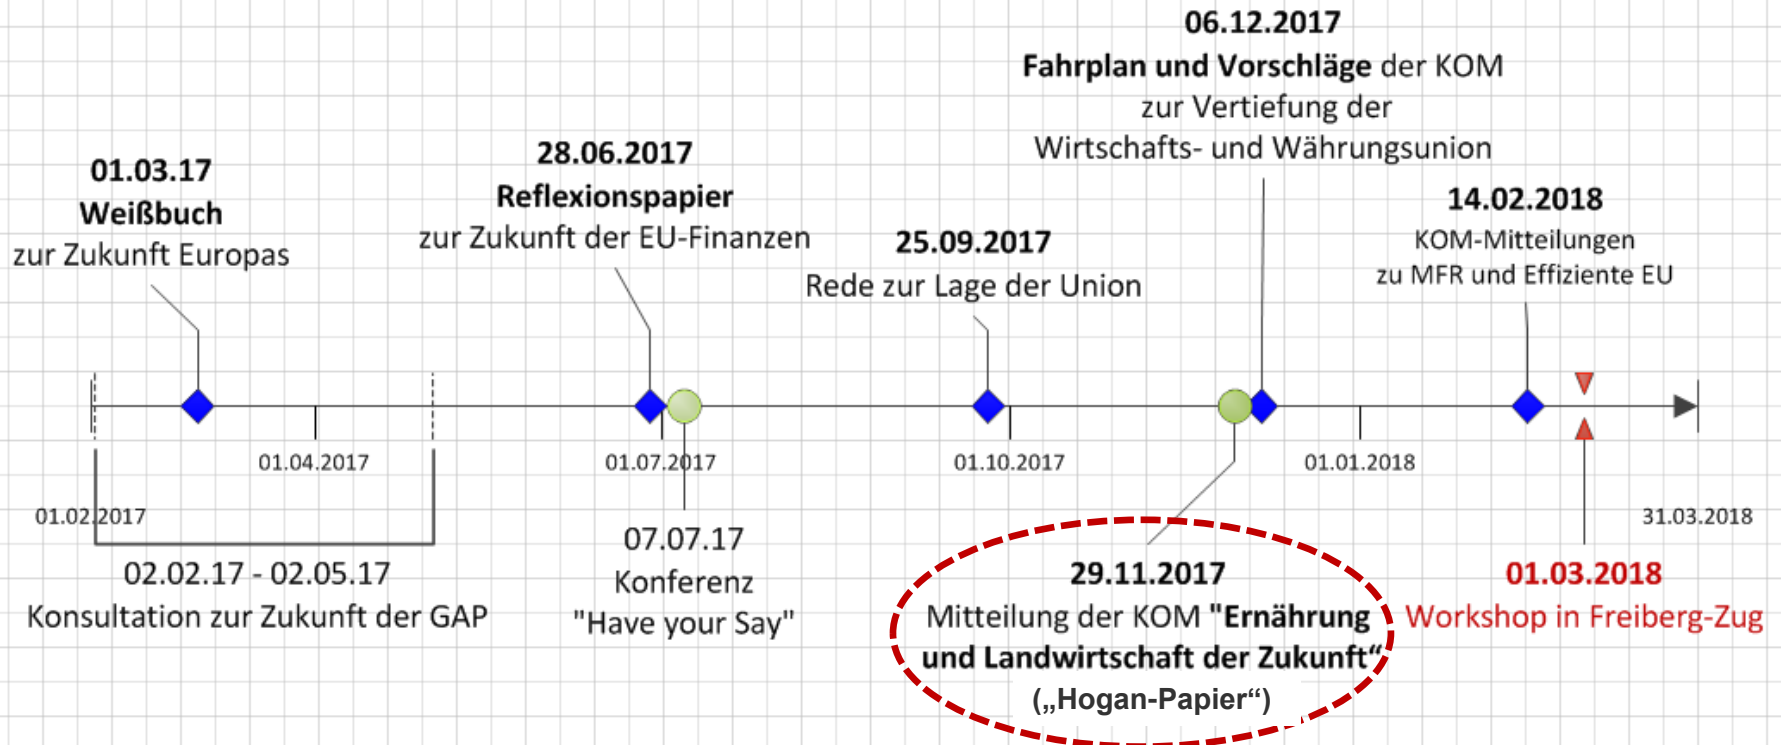 01.03.17
Weißbuch
zur Zukunft Europas
28.06.2017
Reflexionspapier
zur Zukunft der EU-Finanzen
25.09.2017
Rede zur Lage der Union
06.12.2017
Fahrplan und Vorschläge der KOM
zur Vertiefung der
Wirtschafts- und Währungsunion
14.02.2018
KOM-Mitteilungen
zu MFR und Effiziente EU
01.04.2017
01.07.2017
01.10.2017
01.01.2018
01.02.2017
31.03.2018
02.02.17 - 02.05.17
Konsultation zur Zukunft der GAP
07.07.17
Konferenz
"Have your Say"
29.11.2017
Mitteilung der KOM "Ernährung
und Landwirtschaft der Zukunft“
(„Hogan-Papier“)
01.03.2018
Workshop in Freiberg-Zug